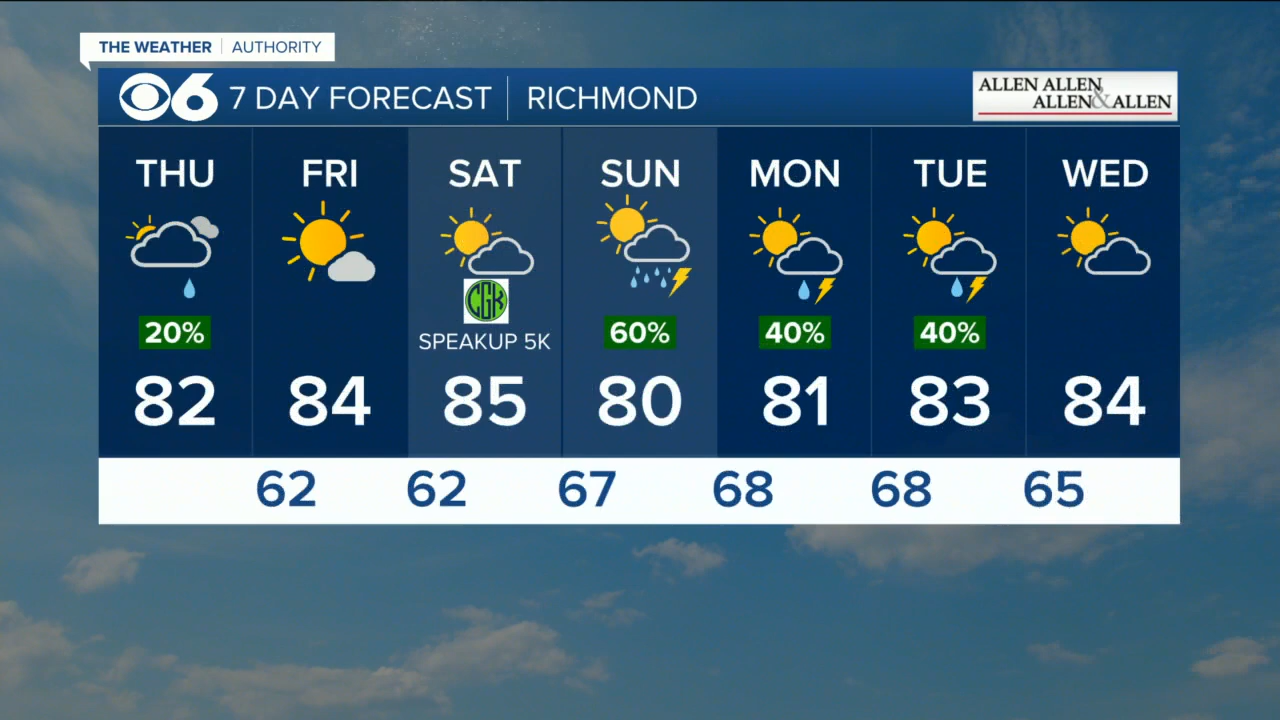 THE WEATHER | AUTHORITY
6 7 DAY FORECAST | RICHMOND
ALLEN ALLEN
ALLEN & ALLEN
THU FRI SAT SUN MON TUE WED
CGK
20% 60% 40% 40%
SPEAKUP 5K
82 84 85 80 81 83 84
62 62 67 68 68 65